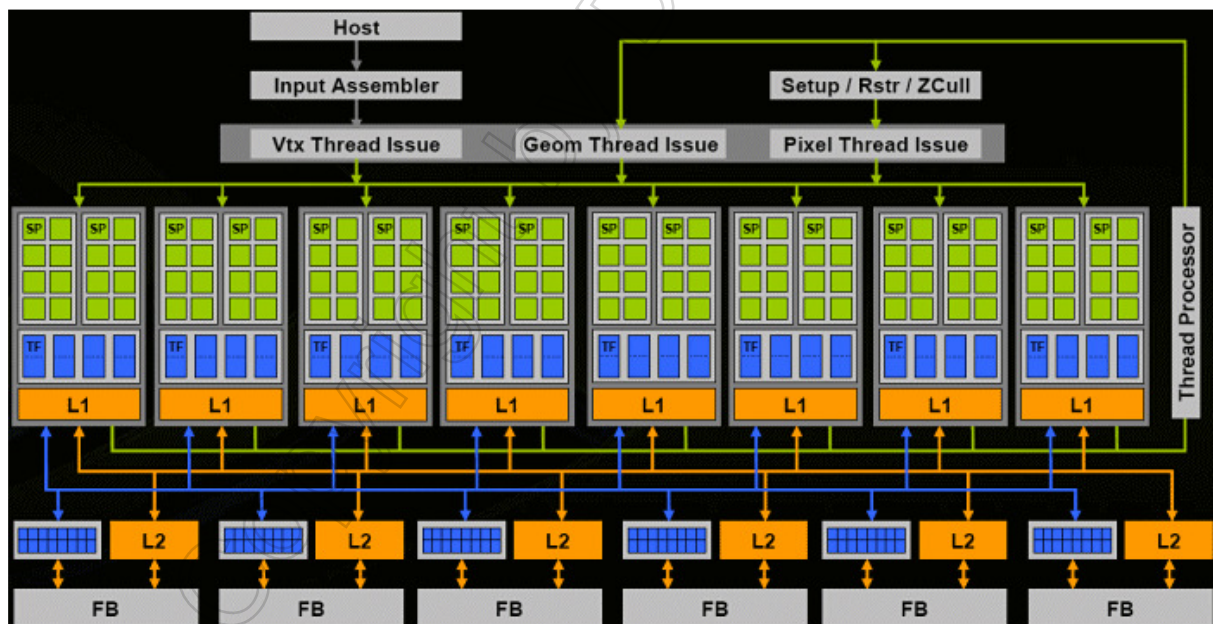 Host
Input Assembler
Setup / Rstr / ZCull
Vtx Thread Issue
Geom Thread Issue
Pixel Thread Issue
SP SP SP SP SP SP SP SP SP SP SP SP SP SP SP SP
Thread Processor
TF TF TF TF TF TF TF TF
L1 L1 L1 L1 L1 L1 L1 L1
L2 L2 L2 L2 L2 L2
FB FB FB FB FB FB